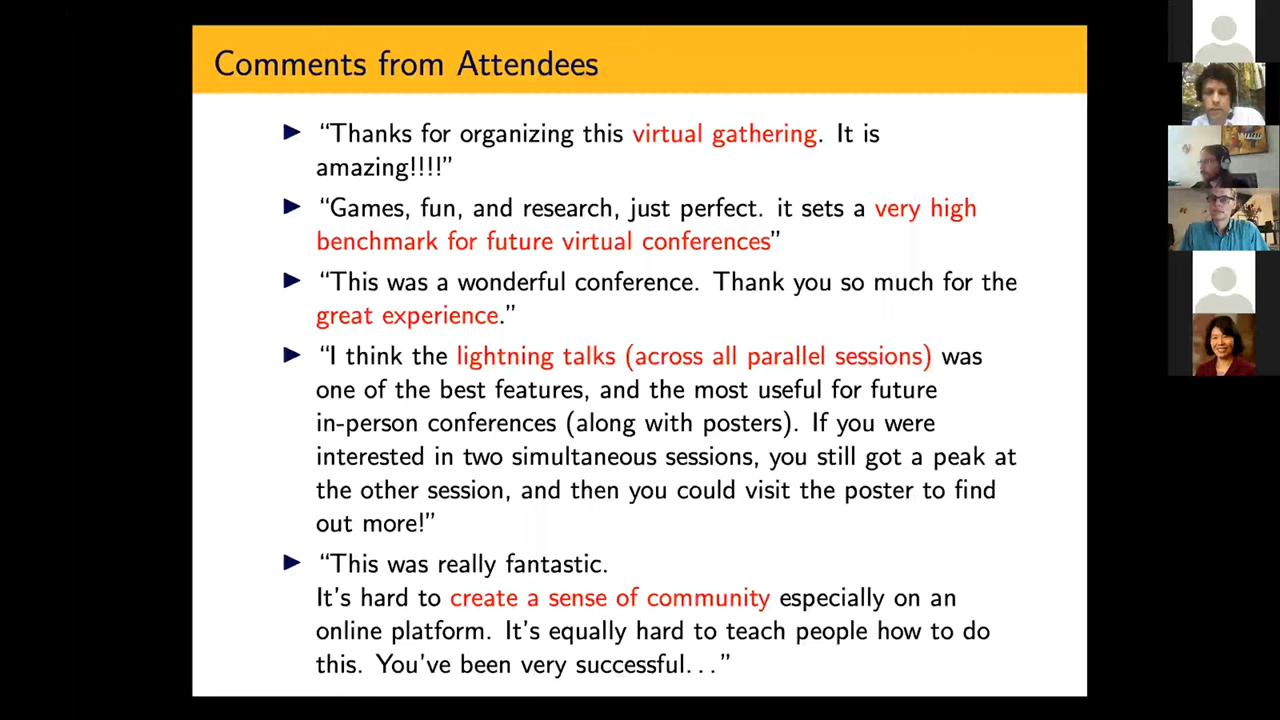 Comments from Attendees
▶ “Thanks for organizing this virtual gathering. It is
amazing!!!!”
▶ “Games, fun, and research, just perfect. it sets a very high
benchmark for future virtual conferences”
▶ “This was a wonderful conference. Thank you so much for the
great experience.”
▶ “I think the lightning talks (across all parallel sessions) was
one of the best features, and the most useful for future
in-person conferences (along with posters). If you were
interested in two simultaneous sessions, you still got a peak at
the other session, and then you could visit the poster to find
out more!”
▶ “This was really fantastic.
It’s hard to create a sense of community especially on an
online platform. It’s equally hard to teach people how to do
this. You’ve been very successful...”